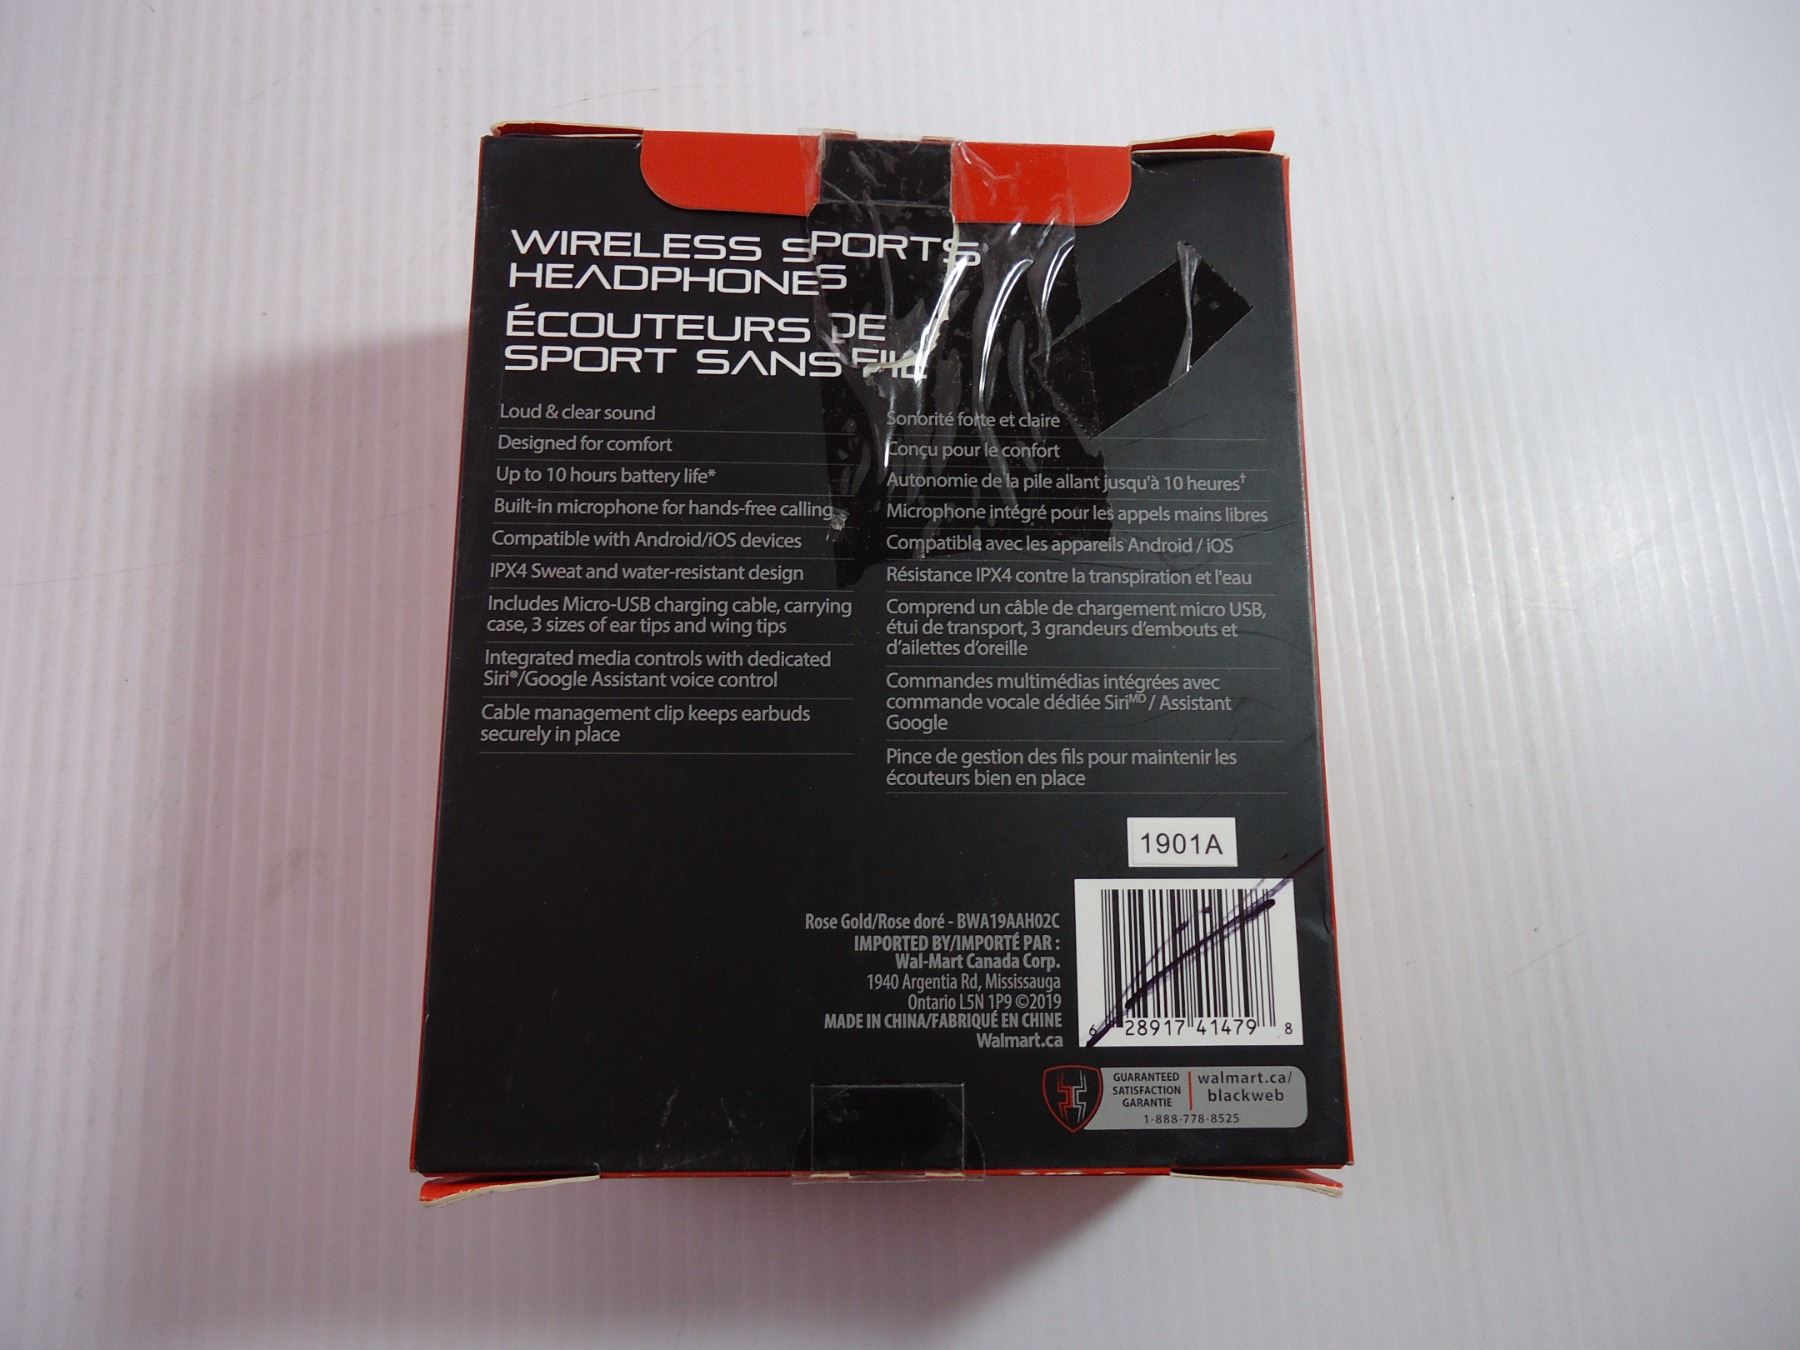 WIRELESS SPORTS
HEADPHONES
ÉCOUTEURS DE
SPORT SANS FIL
Loud & clear sound
Designed for comfort
Up to 10 hours battery life*
Built-in microphone for hands-free calling
Compatible with Android/iOS devices
IPX4 Sweat and water-resistant design
Includes Micro-USB charging cable, carrying
case, 3 sizes of ear tips and wing tips
Integrated media controls with dedicated
Siri®/Google Assistant voice control
Cable management clip keeps earbuds
securely in place
Sonorité forte et claire
Conçu pour le confort
Autonomie de la pile allant jusqu'à 10 heures†
Microphone intégré pour les appels mains libres
Compatible avec les appareils Android / iOS
Résistance IPX4 contre la transpiration et l'eau
Comprend un câble de chargement micro USB,
étui de transport, 3 grandeurs d'embouts et
d'ailettes d'oreille
Commandes multimédias intégrées avec
commande vocale dédiée Siri MD / Assistant
Google
Pince de gestion des fils pour maintenir les
écouteurs bien en place
1901A
Rose Gold/Rose doré - BWA19AAH02C
IMPORTED BY/IMPORTÉ PAR :
Wal-Mart Canada Corp.
1940 Argentia Rd, Mississauga
Ontario L5N 1P9 ©2019
MADE IN CHINA/FABRIQUÉ EN CHINE
Walmart.ca
6 28917 41479 8
GUARANTEED
SATISFACTION
GARANTIE
walmart.ca/
blackweb
1-888-778-8525